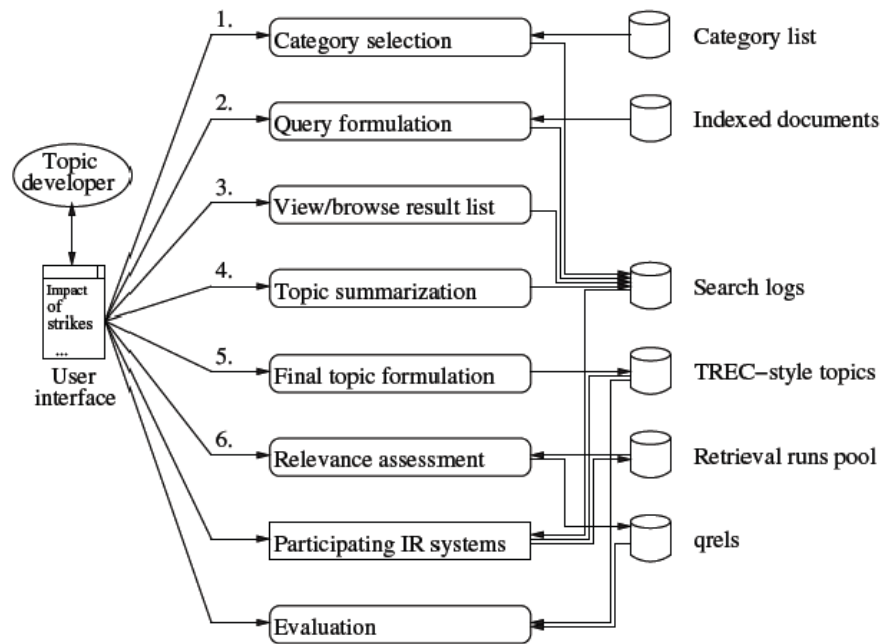 1.
Category selection
Category list
2.
Query formulation
Indexed documents
Topic
developer
3.
View/browse result list
Impact
of
strikes
...
4.
Topic summarization
Search logs
User
interface
5.
Final topic formulation
TREC-style topics
6.
Relevance assessment
Retrieval runs pool
Participating IR systems
qrels
Evaluation